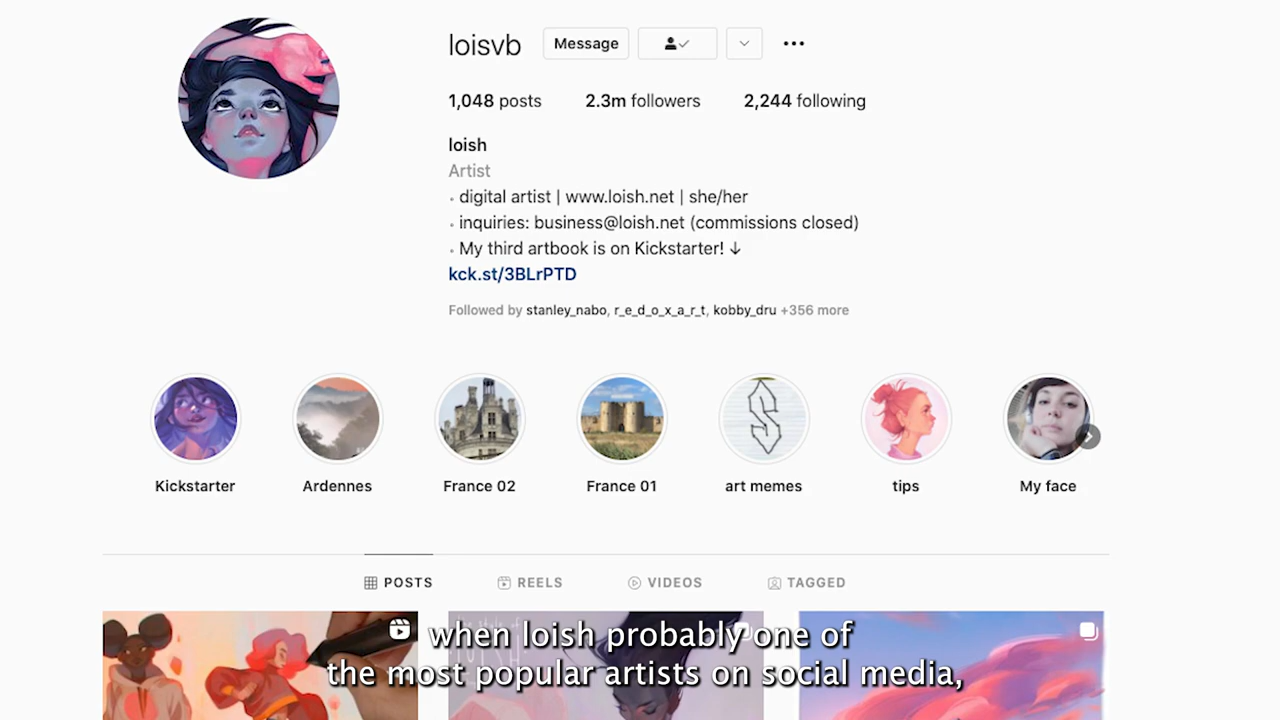 loisvb Message
1,048 posts 2.3m followers 2,244 following
loish
Artist
• digital artist | www.loish.net | she/her
• inquiries: business@loish.net (commissions closed)
• My third artbook is on Kickstarter! ↓
kck.st/3BLrPTD
Followed by stanley_nabo, r_e_d_o_x_a_r_t, kobby_dru +356 more
Kickstarter Ardennes France 02 France 01 art memes tips My face
POSTS REELS VIDEOS TAGGED
when loish probably one of
the most popular artists on social media,